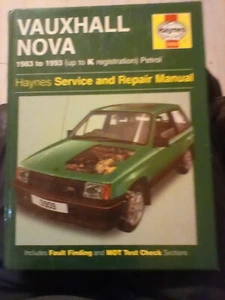 VAUXHALL
NOVA
Haynes
1983 to 1993 (up to K registration) Petrol
Haynes Service and Repair Manual
Includes Fault Finding and MOT Test Check Sections